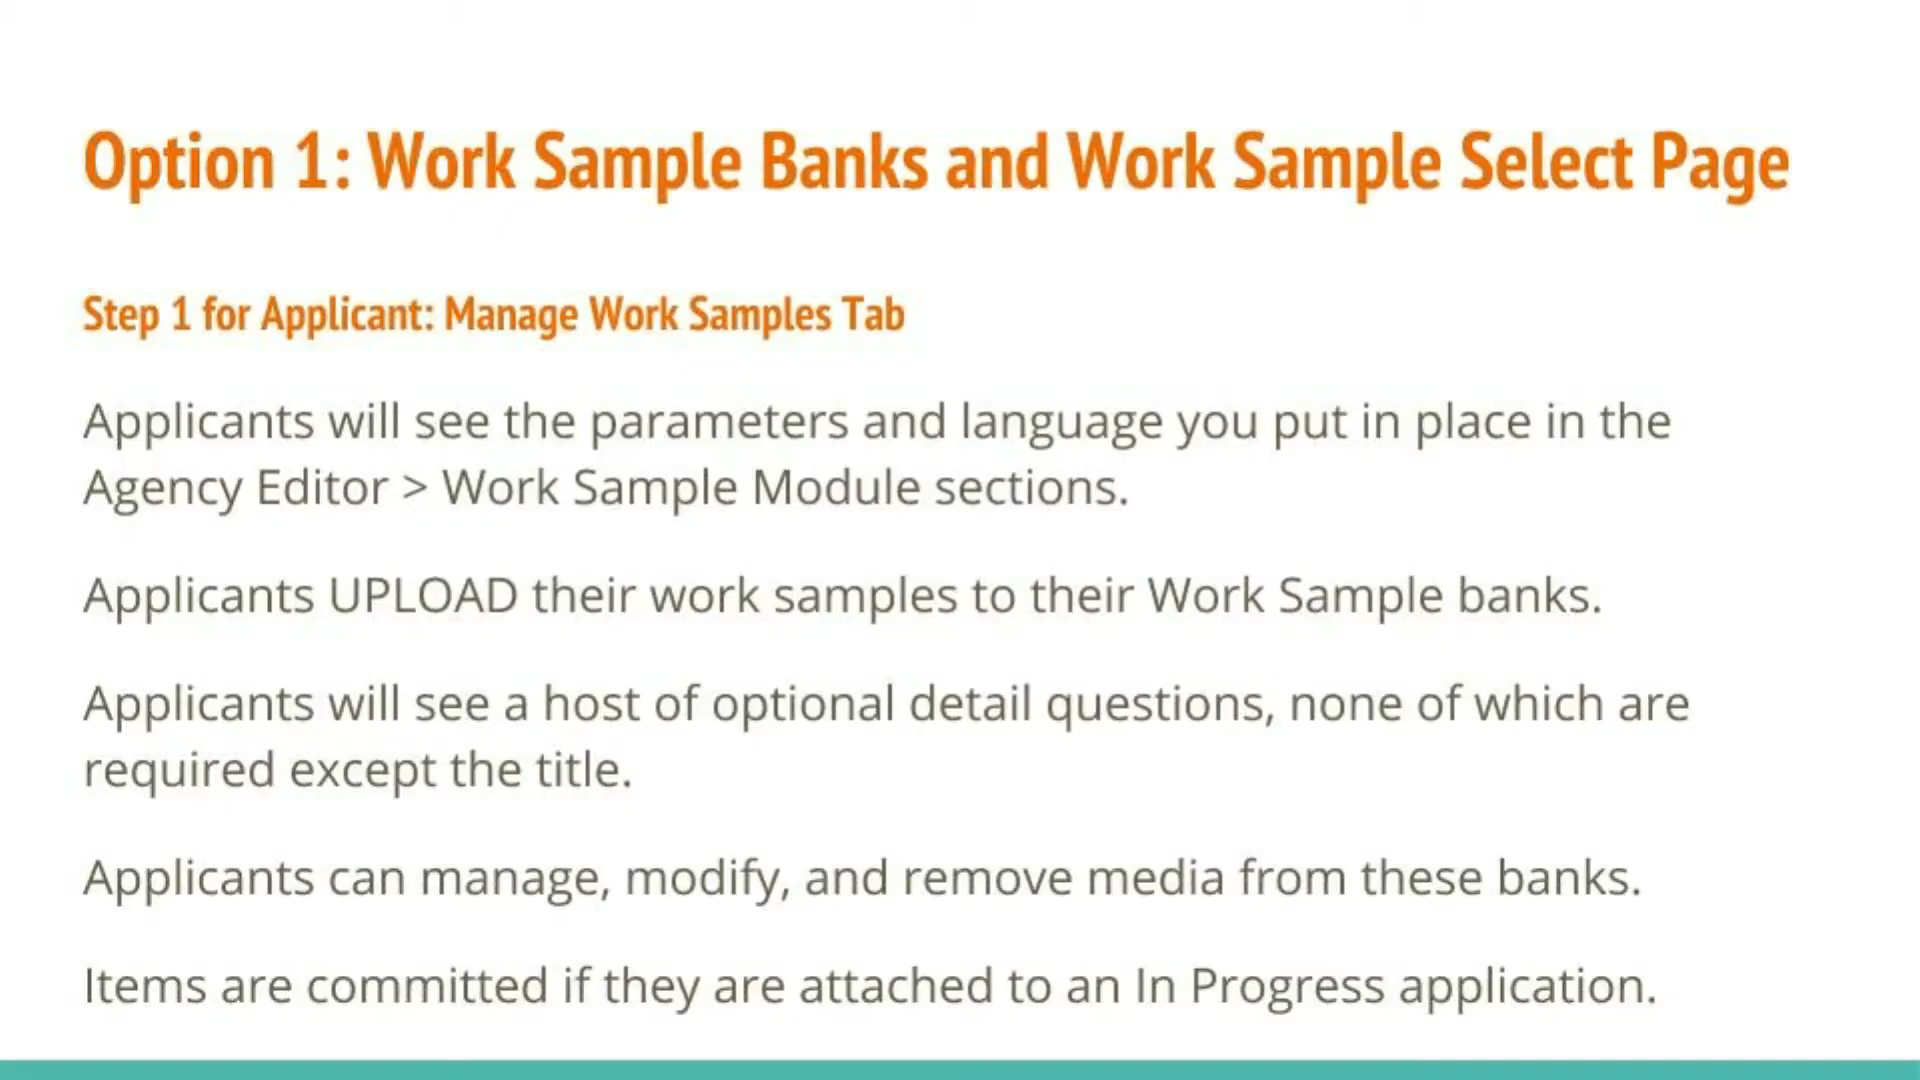 Option 1: Work Sample Banks and Work Sample Select Page
Step 1 for Applicant: Manage Work Samples Tab
Applicants will see the parameters and language you put in place in the
Agency Editor > Work Sample Module sections.
Applicants UPLOAD their work samples to their Work Sample banks.
Applicants will see a host of optional detail questions, none of which are
required except the title.
Applicants can manage, modify, and remove media from these banks.
Items are committed if they are attached to an In Progress application.